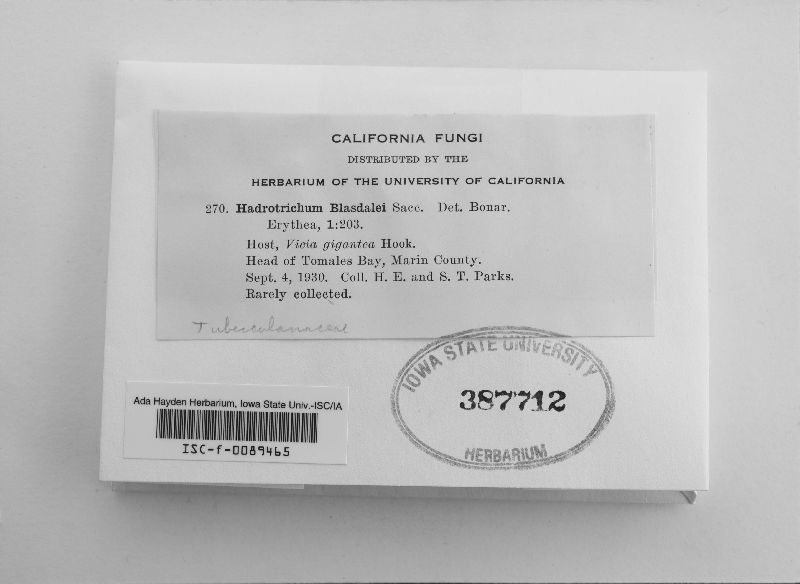 CALIFORNIA FUNGI
DISTRIBUTED BY THE
HERBARIUM OF THE UNIVERSITY OF CALIFORNIA
270. Hadrotrichum Blasdalei Sacc. Det. Bonar.
Erythea, 1:203.
Host, Vicia gigantea Hook.
Head of Tomales Bay, Marin County.
Sept. 4, 1930. Coll. H. E. and S. T. Parks.
Rarely collected.
Tuberculariaceae
IOWA STATE UNIVERSITY
387712
HERBARIUM
Ada Hayden Herbarium, Iowa State Univ.-ISC/IA
ISC-f-0089465